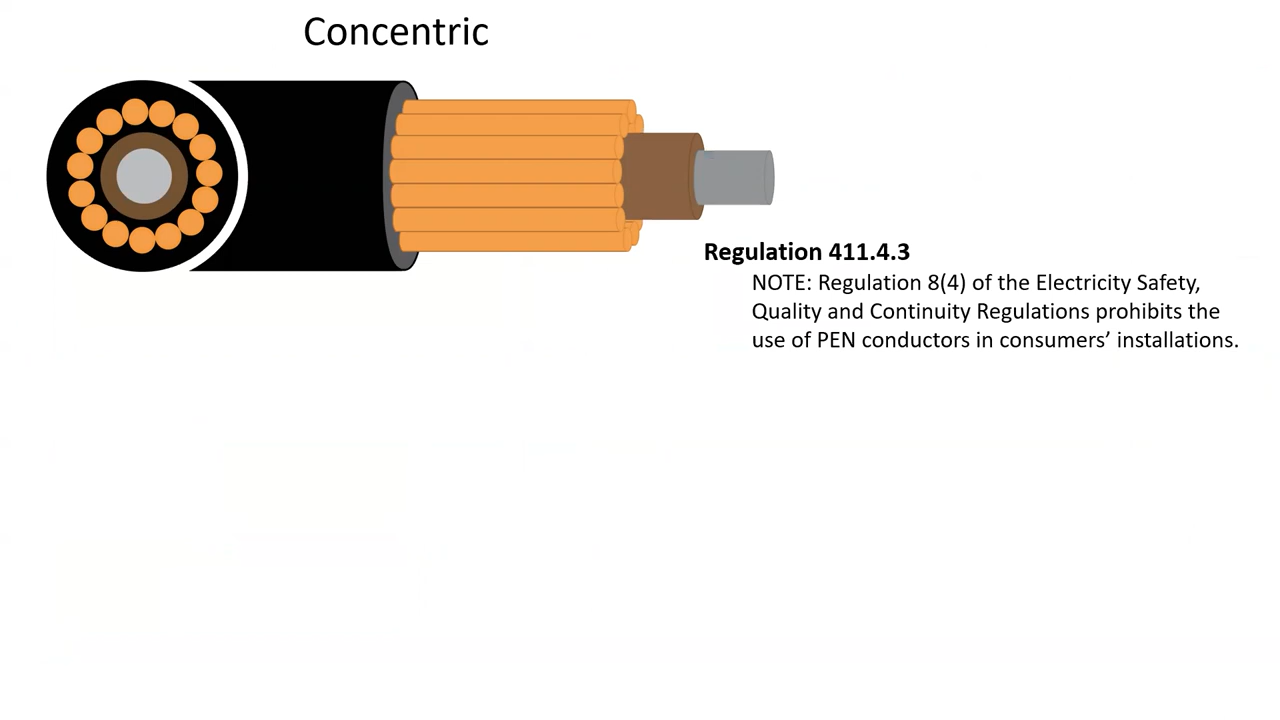 Concentric
Regulation 411.4.3
NOTE: Regulation 8(4) of the Electricity Safety,
Quality and Continuity Regulations prohibits the
use of PEN conductors in consumers’ installations.